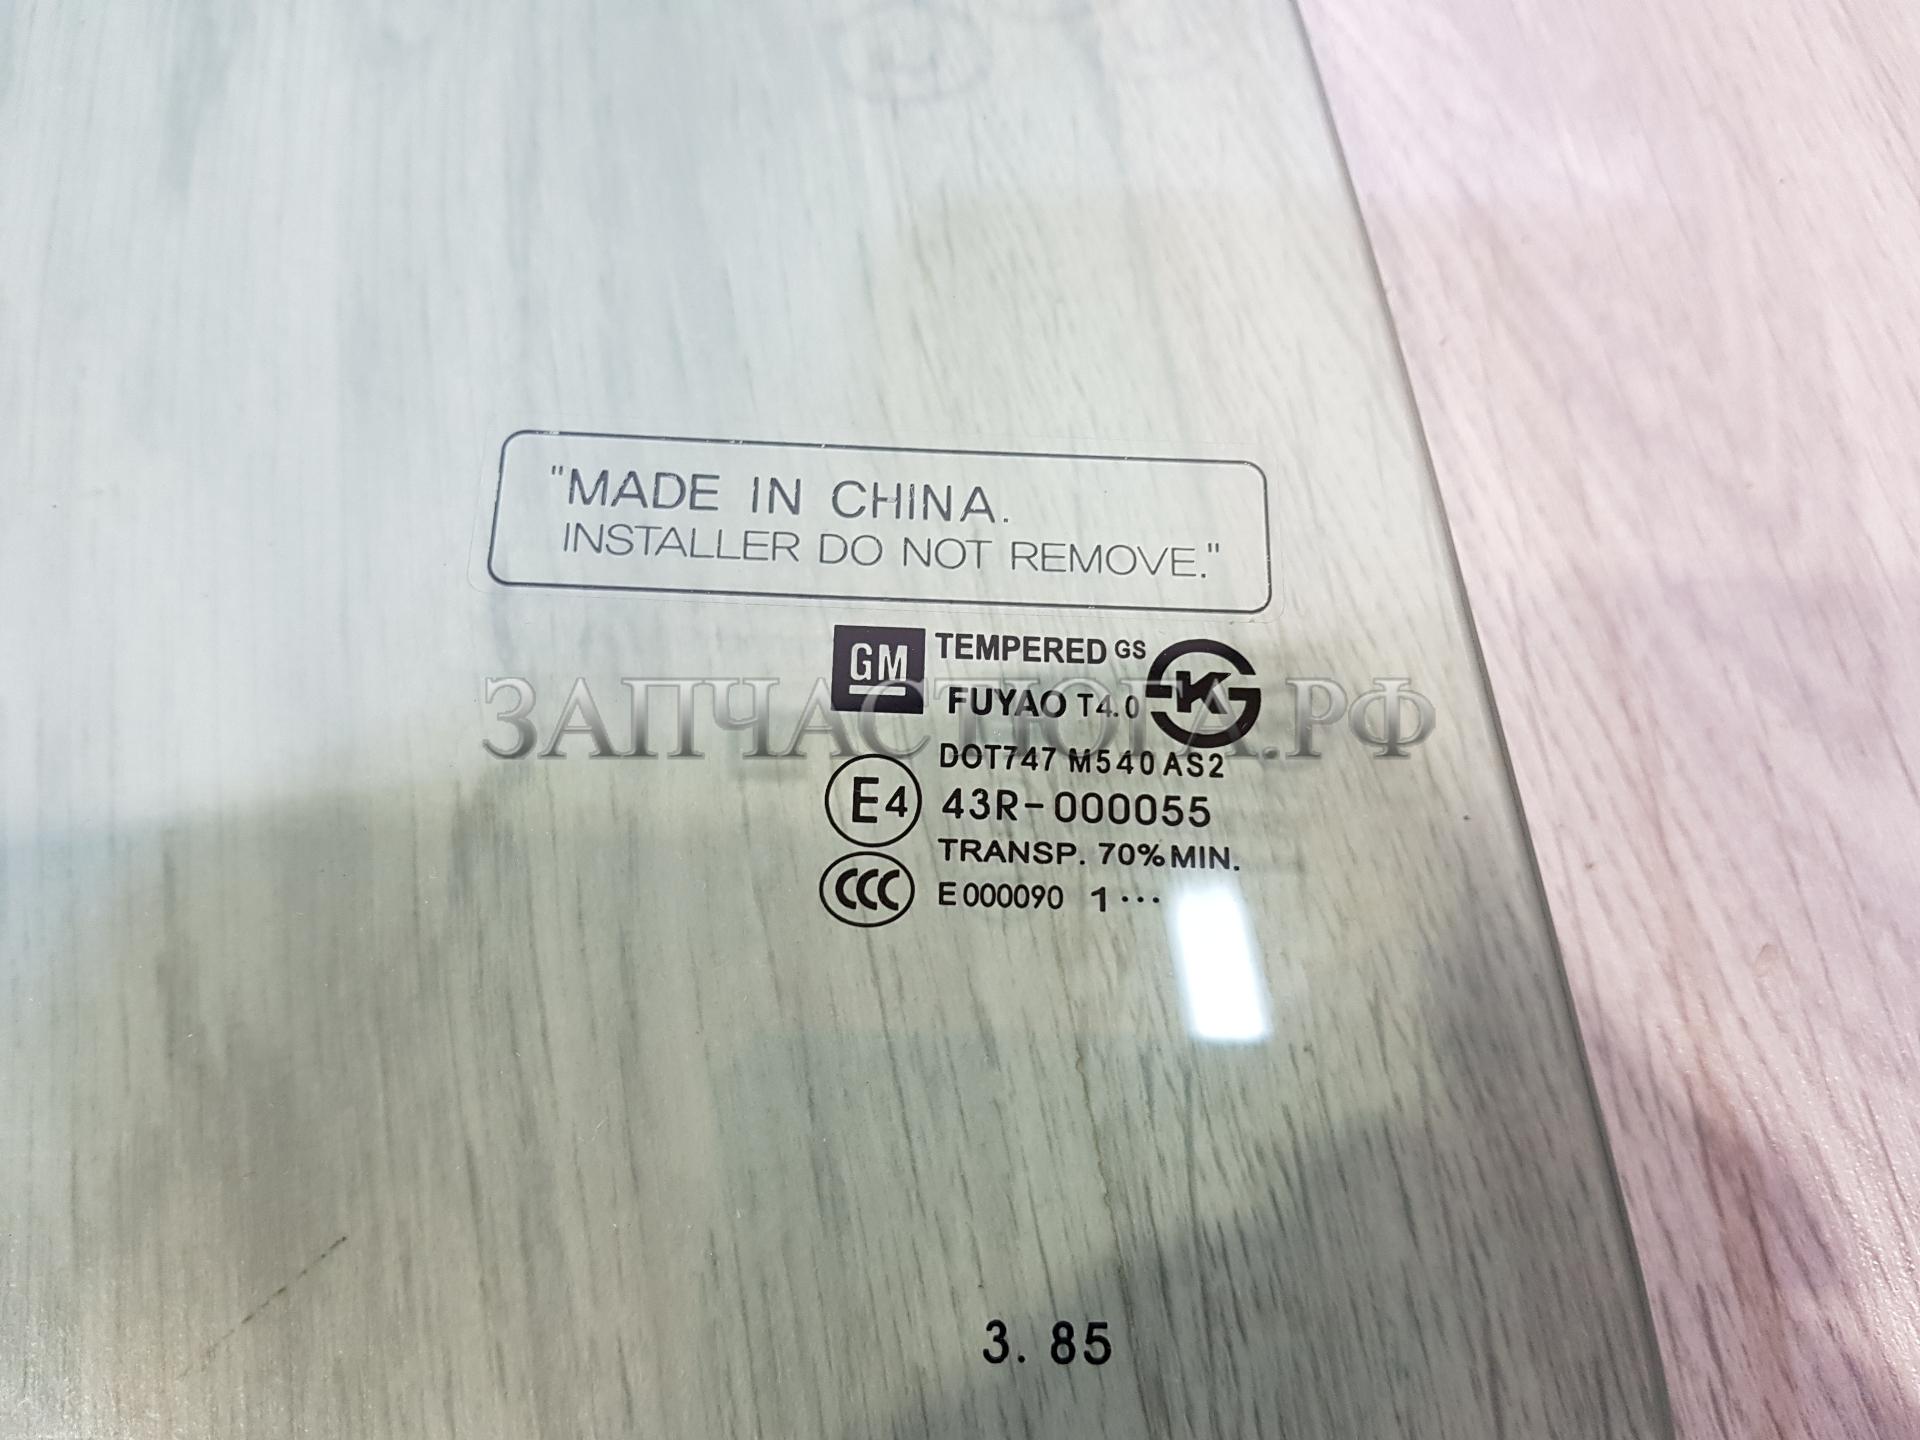 "MADE IN CHINA.
INSTALLER DO NOT REMOVE."
GM TEMPERED GS
FUYAO T4.0 K
ЗАПЧАСТЮГА.РФ
DOT747 M540 AS2
E4 43R-000055
TRANSP. 70% MIN.
CCC E000090 1 ···
3.85